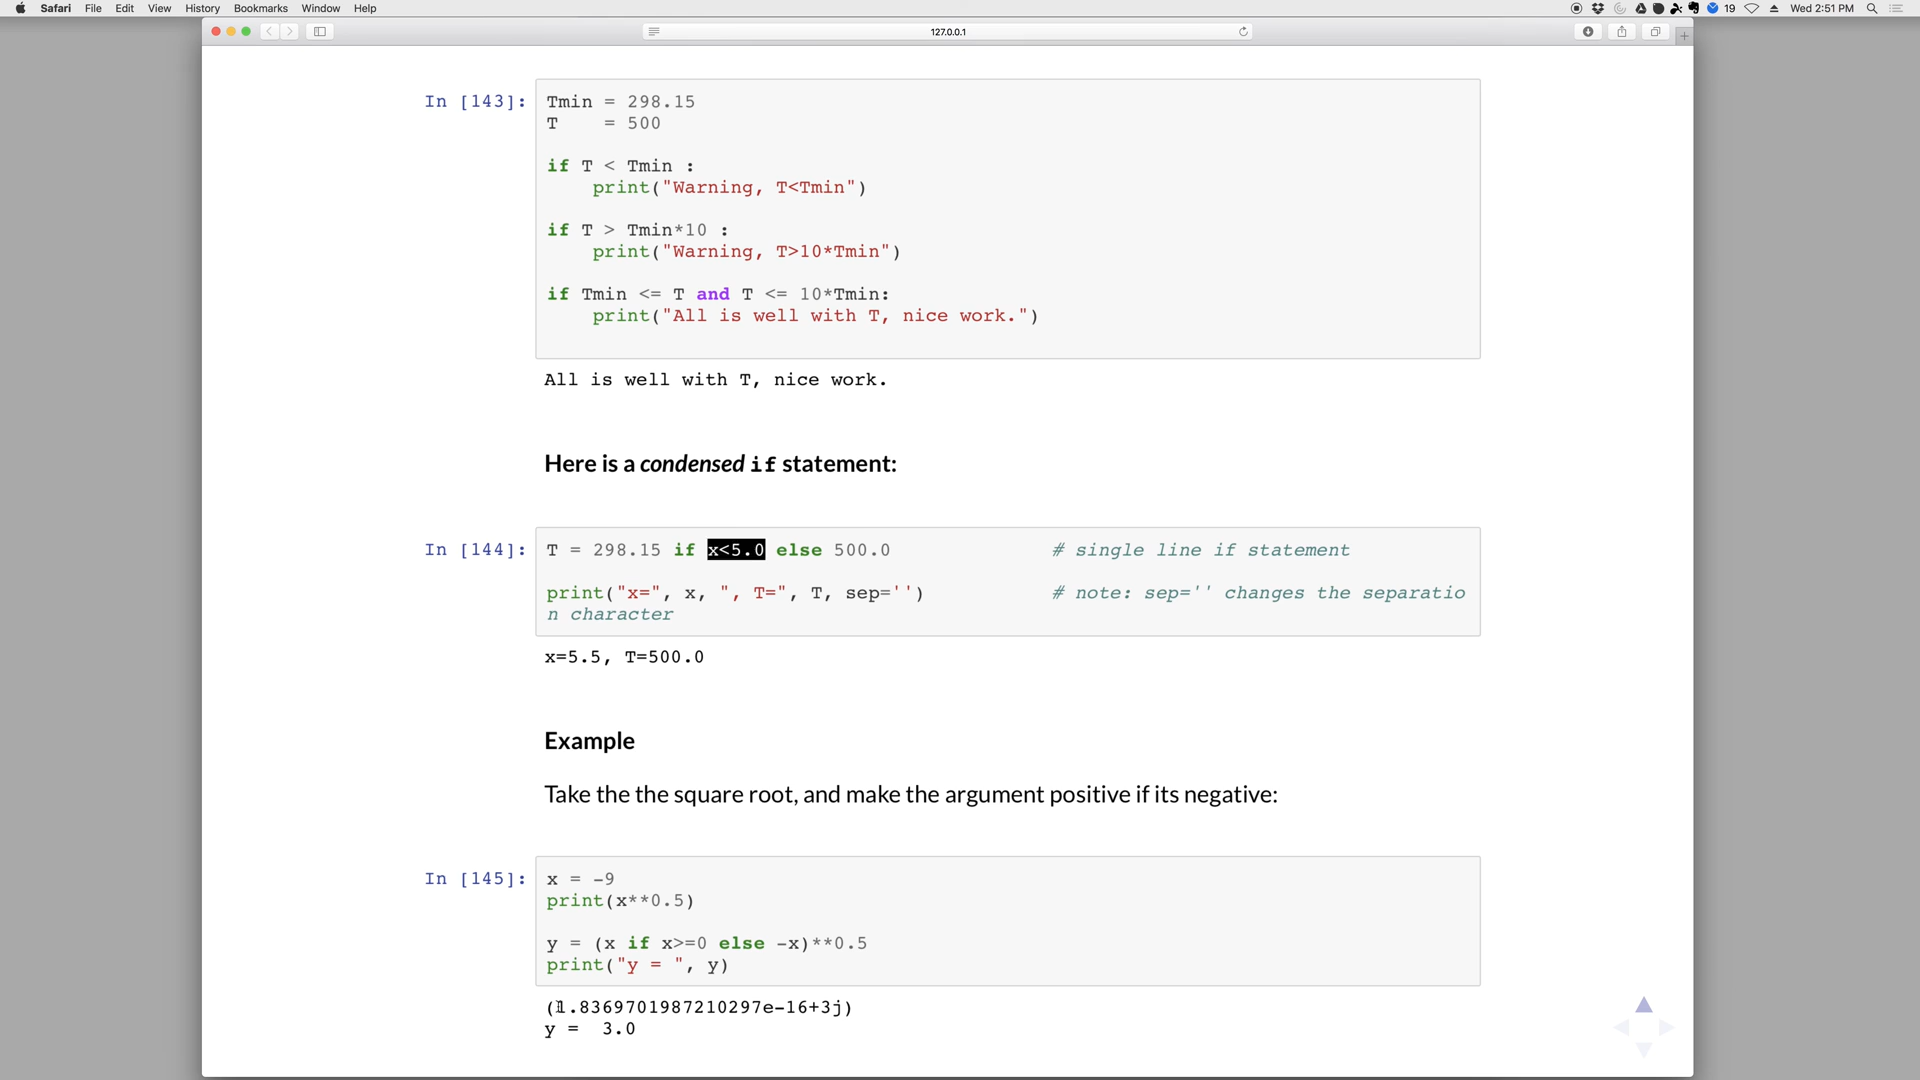 Safari File Edit View History Bookmarks Window Help 19 Wed 2:51 PM
127.0.0.1
In [143]: Tmin = 298.15
T    = 500
if T < Tmin :
    print("Warning, T<Tmin")
if T > Tmin*10 :
    print("Warning, T>10*Tmin")
if Tmin <= T and T <= 10*Tmin:
    print("All is well with T, nice work.")
All is well with T, nice work.
Here is a condensed if statement:
In [144]: T = 298.15 if x<5.0 else 500.0 # single line if statement
print("x=", x, ", T=", T, sep='') # note: sep='' changes the separatio
n character
x=5.5, T=500.0
Example
Take the the square root, and make the argument positive if its negative:
In [145]: x = -9
print(x**0.5)
y = (x if x>=0 else -x)**0.5
print("y = ", y)
(1.8369701987210297e-16+3j)
y =  3.0